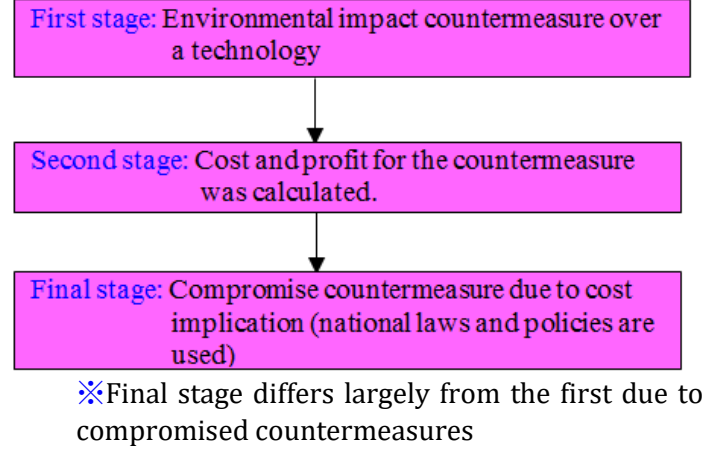 First stage: Environmental impact countermeasure over
a technology
Second stage: Cost and profit for the countermeasure
was calculated.
Final stage: Compromise countermeasure due to cost
implication (national laws and policies are
used)
※Final stage differs largely from the first due to
compromised countermeasures